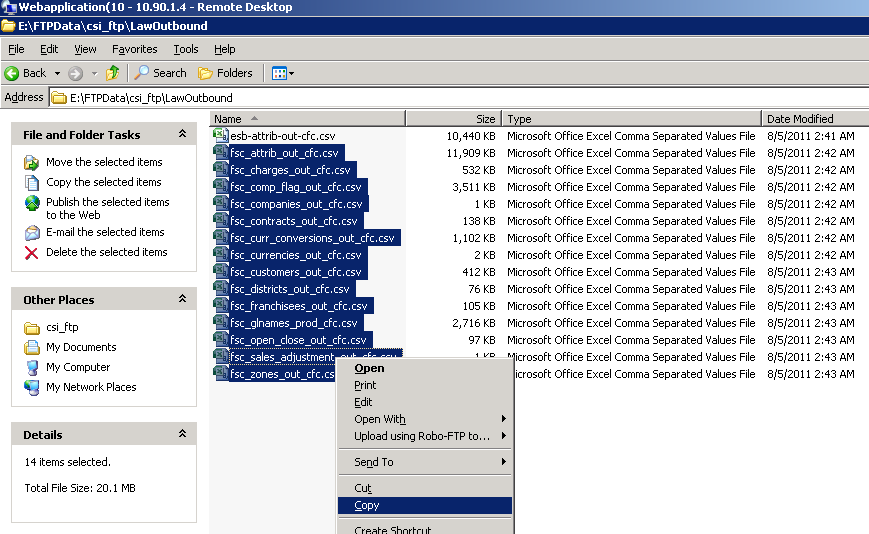 Webapplication(10 - 10.90.1.4 - Remote Desktop
E:\FTPData\csi_ftp\LawOutbound
File Edit View Favorites Tools Help
Back Search Folders
Address E:\FTPData\csi_ftp\LawOutbound
File and Folder Tasks
Move the selected items
Copy the selected items
Publish the selected items
to the Web
E-mail the selected items
Delete the selected items
Other Places
csi_ftp
My Documents
My Computer
My Network Places
Details
14 items selected.
Total File Size: 20.1 MB
Name Size Type Date Modified
esb-attrib-out-cfc.csv 10,440 KB Microsoft Office Excel Comma Separated Values File 8/5/2011 2:41 AM
fsc_attrib_out_cfc.csv 11,909 KB Microsoft Office Excel Comma Separated Values File 8/5/2011 2:42 AM
fsc_charges_out_cfc.csv 532 KB Microsoft Office Excel Comma Separated Values File 8/5/2011 2:42 AM
fsc_comp_flag_out_cfc.csv 3,511 KB Microsoft Office Excel Comma Separated Values File 8/5/2011 2:42 AM
fsc_companies_out_cfc.csv 1 KB Microsoft Office Excel Comma Separated Values File 8/5/2011 2:42 AM
fsc_contracts_out_cfc.csv 138 KB Microsoft Office Excel Comma Separated Values File 8/5/2011 2:42 AM
fsc_curr_conversions_out_cfc.csv 1,102 KB Microsoft Office Excel Comma Separated Values File 8/5/2011 2:42 AM
fsc_currencies_out_cfc.csv 2 KB Microsoft Office Excel Comma Separated Values File 8/5/2011 2:42 AM
fsc_customers_out_cfc.csv 412 KB Microsoft Office Excel Comma Separated Values File 8/5/2011 2:43 AM
fsc_districts_out_cfc.csv 76 KB Microsoft Office Excel Comma Separated Values File 8/5/2011 2:43 AM
fsc_franchisees_out_cfc.csv 105 KB Microsoft Office Excel Comma Separated Values File 8/5/2011 2:43 AM
fsc_glnames_prod_cfc.csv 2,716 KB Microsoft Office Excel Comma Separated Values File 8/5/2011 2:43 AM
fsc_open_close_out_cfc.csv 97 KB Microsoft Office Excel Comma Separated Values File 8/5/2011 2:43 AM
fsc_sales_adjustment_out_cfc.csv 1 KB Microsoft Office Excel Comma Separated Values File 8/5/2011 2:43 AM
fsc_zones_out_cfc.cs Microsoft Office Excel Comma Separated Values File 8/5/2011 2:43 AM
Open
Print
Edit
Open With
Upload using Robo-FTP to...
Send To
Cut
Copy
Create Shortcut